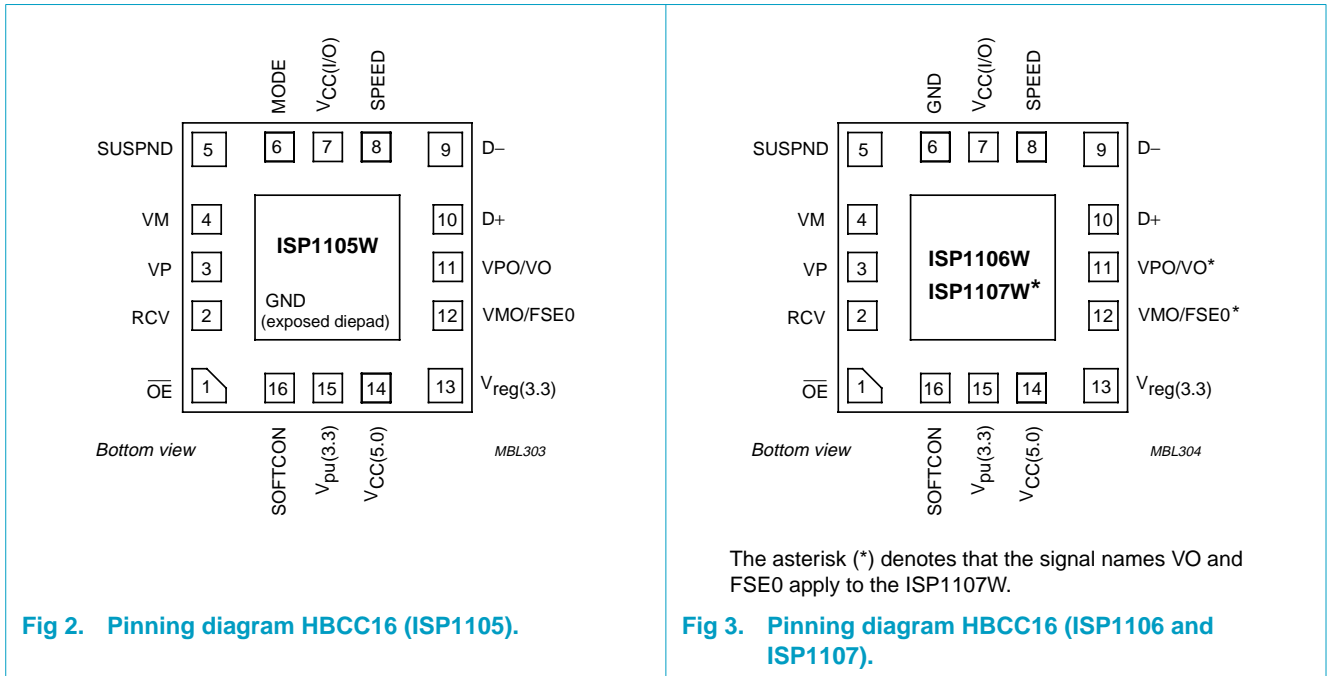 MODE
VCC(I/O)
SPEED
SUSPND
5
6
7
8
9
D−
VM
4
10
D+
ISP1105W
VP
3
11
VPO/VO
RCV
2
GND
(exposed diepad)
12
VMO/FSE0
OE
1
16
15
14
13
Vreg(3.3)
Bottom view
SOFTCON
Vpu(3.3)
VCC(5.0)
MBL303
Fig 2. Pinning diagram HBCC16 (ISP1105).
GND
VCC(I/O)
SPEED
SUSPND
5
6
7
8
9
D−
VM
4
10
D+
VP
3
ISP1106W
ISP1107W*
11
VPO/VO*
RCV
2
12
VMO/FSE0*
OE
1
16
15
14
13
Vreg(3.3)
Bottom view
SOFTCON
Vpu(3.3)
VCC(5.0)
MBL304
The asterisk (*) denotes that the signal names VO and
FSE0 apply to the ISP1107W.
Fig 3. Pinning diagram HBCC16 (ISP1106 and
ISP1107).